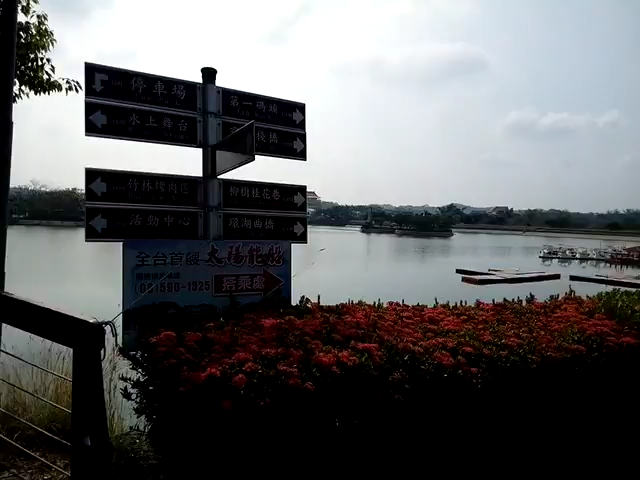 停車場
水上舞台
竹林烤肉區
活動中心
第一碼頭
棧橋
柳樹桂花巷
環湖曲橋
全台首艘太陽能船
搭乘處